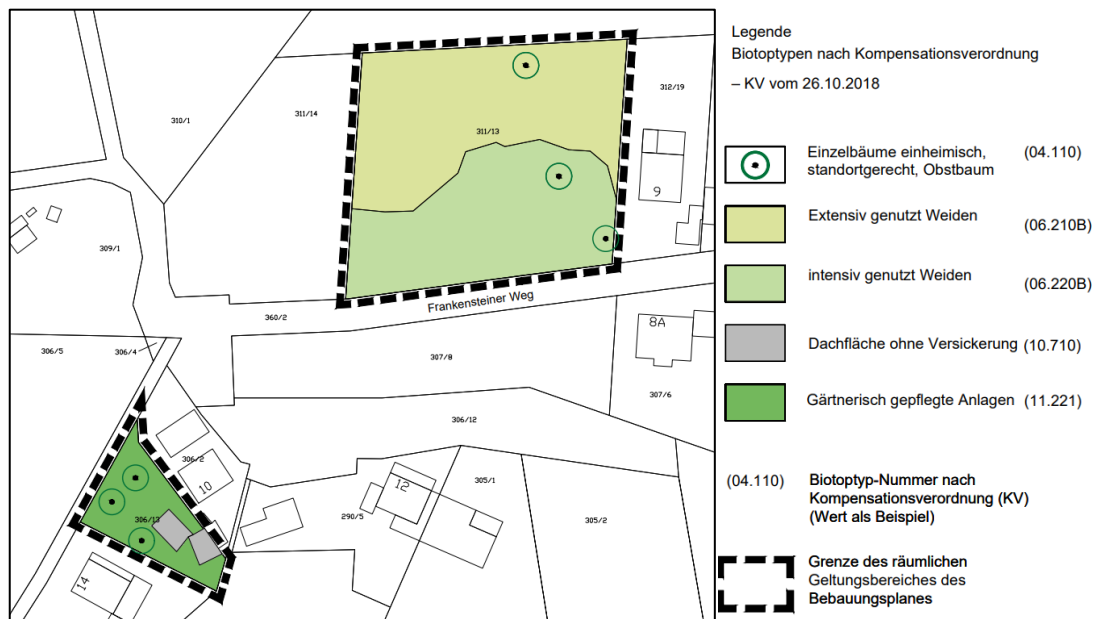 310/1
311/14
311/13
312/19
9
309/1
360/2
Frankensteiner Weg
8A
306/5
306/4
307/8
307/6
306/12
306/2
10
306/13
12
305/1
290/5
305/2
14
Legende
Biotoptypen nach Kompensationsverordnung
– KV vom 26.10.2018
Einzelbäume einheimisch, (04.110)
standortgerecht, Obstbaum
Extensiv genutzt Weiden
(06.210B)
intensiv genutzt Weiden
(06.220B)
Dachfläche ohne Versickerung (10.710)
Gärtnerisch gepflegte Anlagen (11.221)
(04.110) Biotoptyp-Nummer nach
Kompensationsverordnung (KV)
(Wert als Beispiel)
Grenze des räumlichen
Geltungsbereiches des
Bebauungsplanes